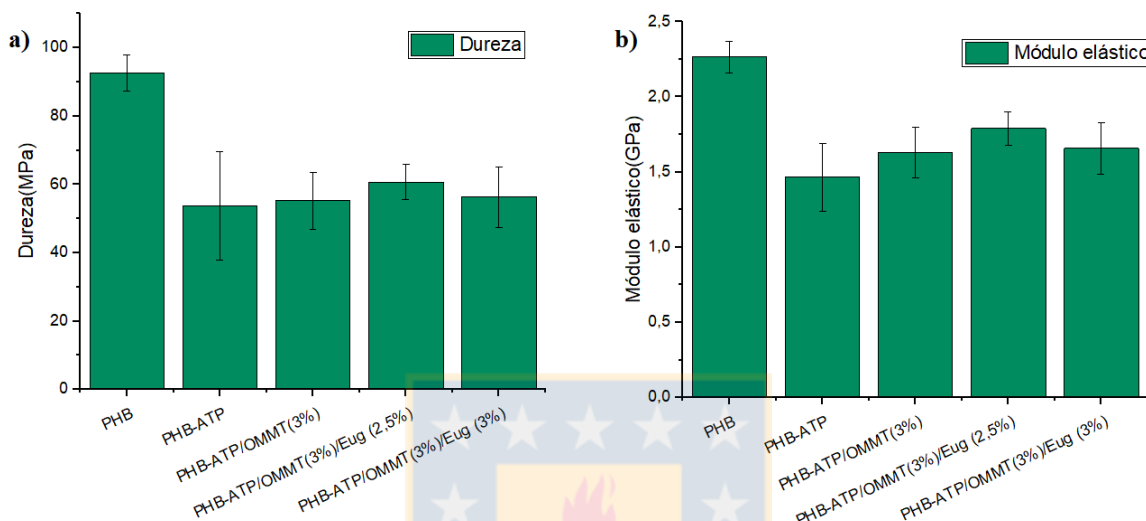 a)
Dureza
Dureza(MPa)
100
80
60
40
20
0
PHB
PHB-ATP
PHB-ATP/OMMT(3%)
PHB-ATP/OMMT(3%)/Eug (2,5%)
PHB-ATP/OMMT(3%)/Eug (3%)
b)
Módulo elástico
Módulo elástico(GPa)
2,5
2,0
1,5
1,0
0,5
0,0
PHB
PHB-ATP
PHB-ATP/OMMT(3%)
PHB-ATP/OMMT(3%)/Eug (2,5%)
PHB-ATP/OMMT(3%)/Eug (3%)